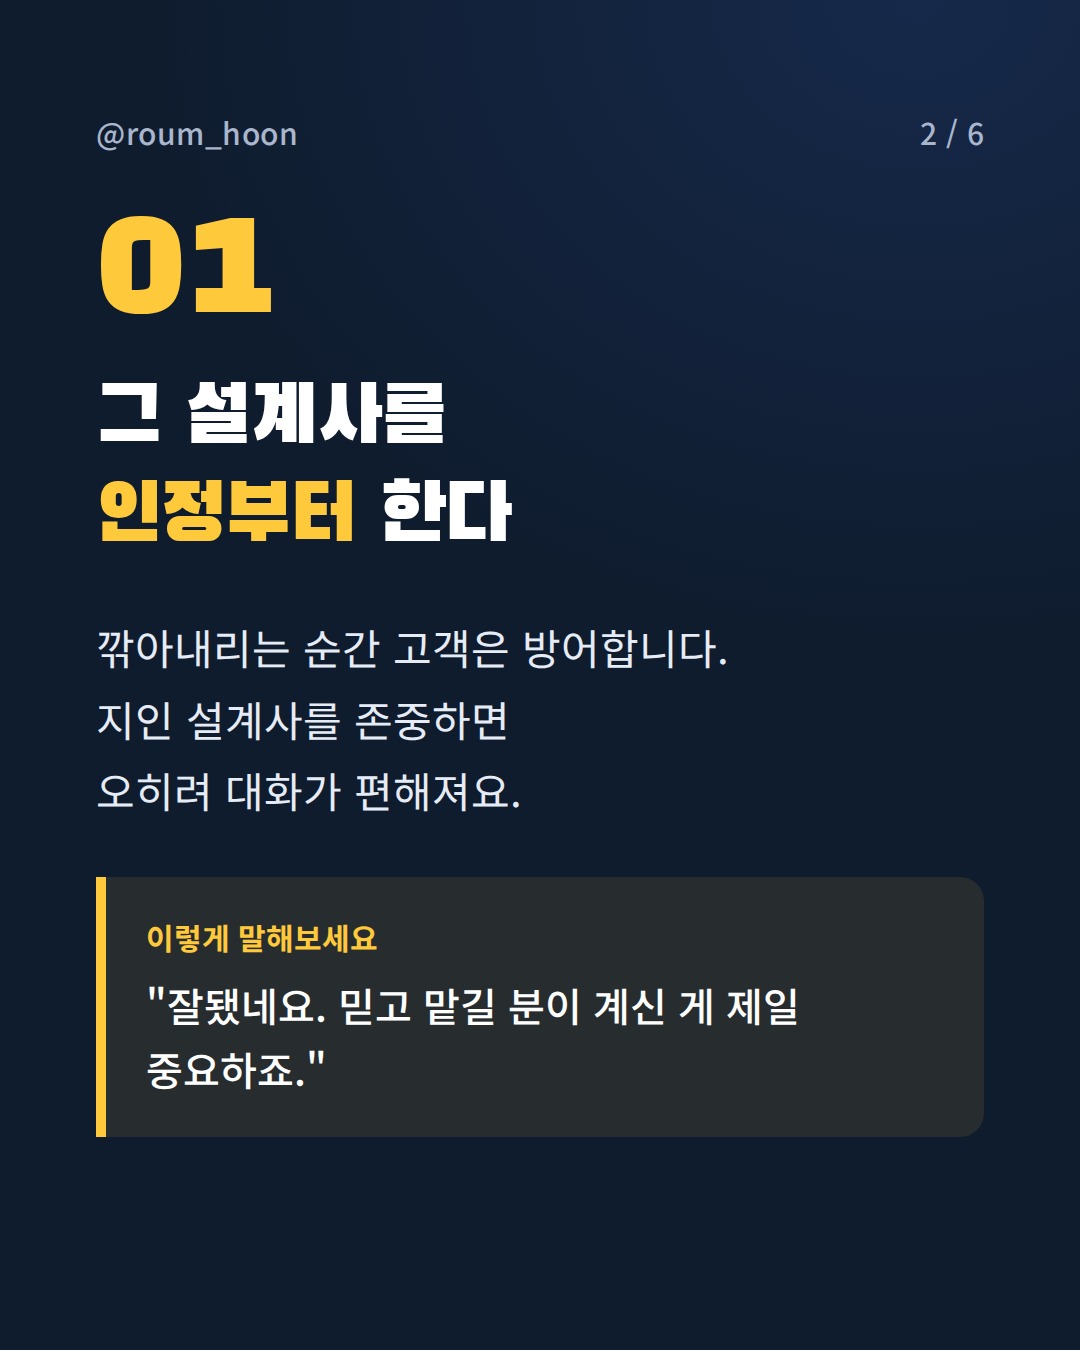 @roum_hoon
2 / 6
01
그 설계사를
인정부터 한다
깎아내리는 순간 고객은 방어합니다.
지인 설계사를 존중하면
오히려 대화가 편해져요.
이렇게 말해보세요
"잘됐네요. 믿고 맡길 분이 계신 게 제일
중요하죠."